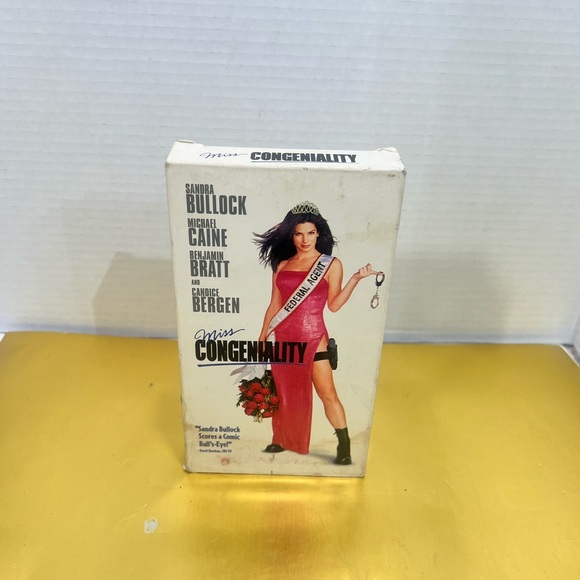 Miss CONGENIALITY
SANDRA
BULLOCK
MICHAEL
CAINE
BENJAMIN
BRATT
AND
CANDICE
BERGEN
FEDERAL AGENT
Miss
CONGENIALITY
"Sandra Bullock
Scores a Comic
Bull's-Eye!"